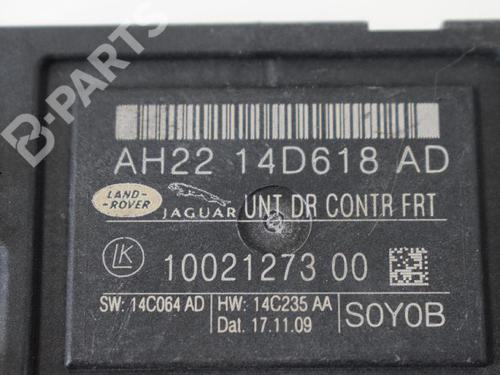 B-PARTS
AH22 14D618 AD
LAND-
ROVER
JAGUAR
UNT DR CONTR FRT
LK
10021273 00
SW: 14C064 AD
HW: 14C235 AA
Dat. 17.11.09
SOYOB